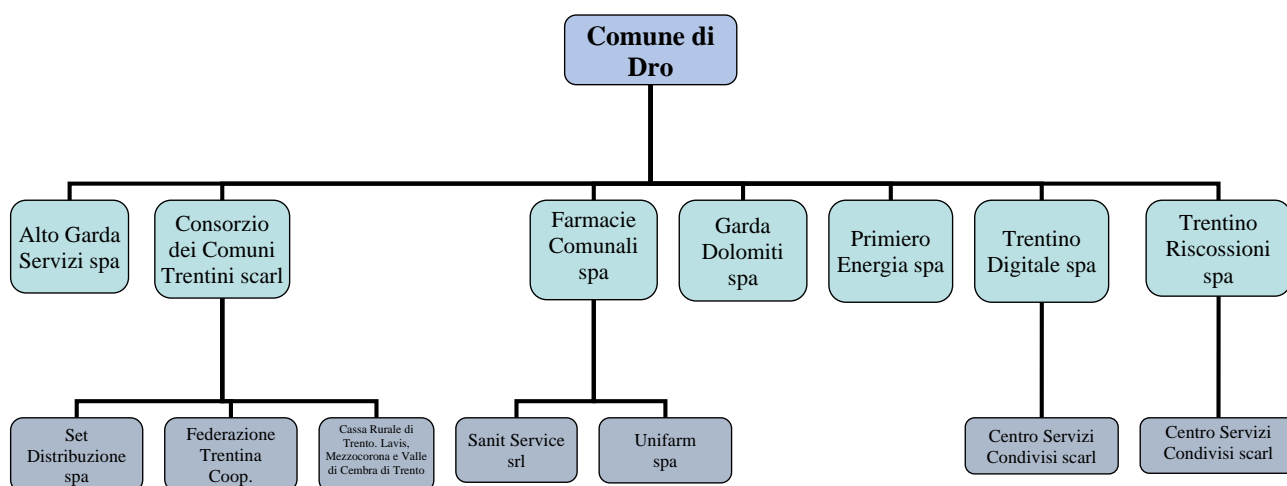 Comune di
Dro
Alto Garda
Servizi spa
Consorzio
dei Comuni
Trentini scarl
Farmacie
Comunali
spa
Garda
Dolomiti
spa
Primiero
Energia spa
Trentino
Digitale spa
Trentino
Riscossioni
spa
Set
Distribuzione
spa
Federazione
Trentina
Coop.
Cassa Rurale di
Trento. Lavis,
Mezzocorona e Valle
di Cembra di Trento
Sanit Service
srl
Unifarm
spa
Centro Servizi
Condivisi scarl
Centro Servizi
Condivisi scarl